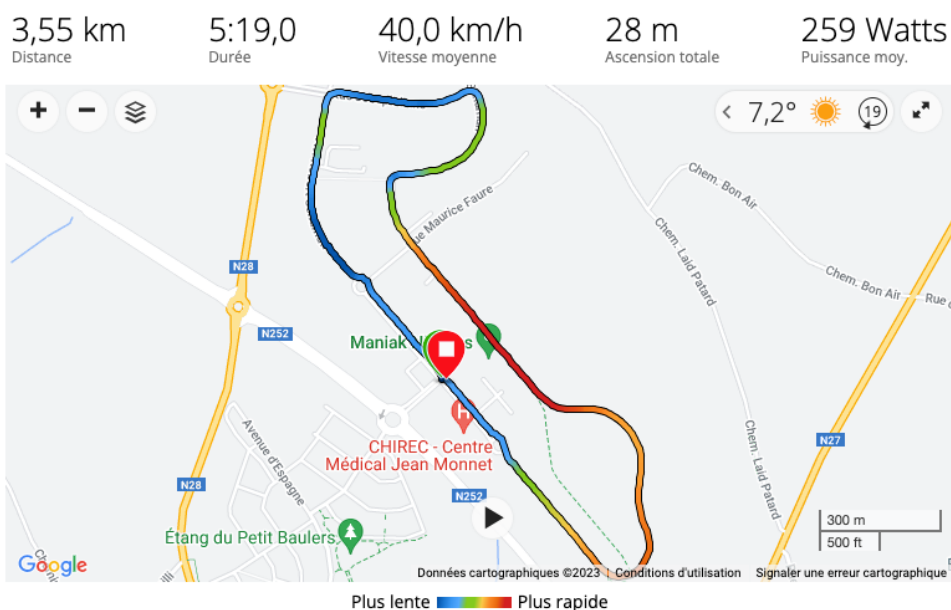 3,55 km
Distance
5:19,0
Durée
40,0 km/h
Vitesse moyenne
28 m
Ascension totale
259 Watts
Puissance moy.
+
−
7,2°
19
Chem. Bon Air
ue Maurice Faure
Chem. Laid Patard
N28
Chem. Bon Air
Rue
N252
Maniak
s
H
CHIREC - Centre
Médical Jean Monnet
Avenue d'Espagne
Chem. Laid Patard
N27
N28
N252
Étang du Petit Baulers
300 m
500 ft
Google
Données cartographiques ©2023
Conditions d'utilisation
Signaler une erreur cartographique
Plus lente
Plus rapide